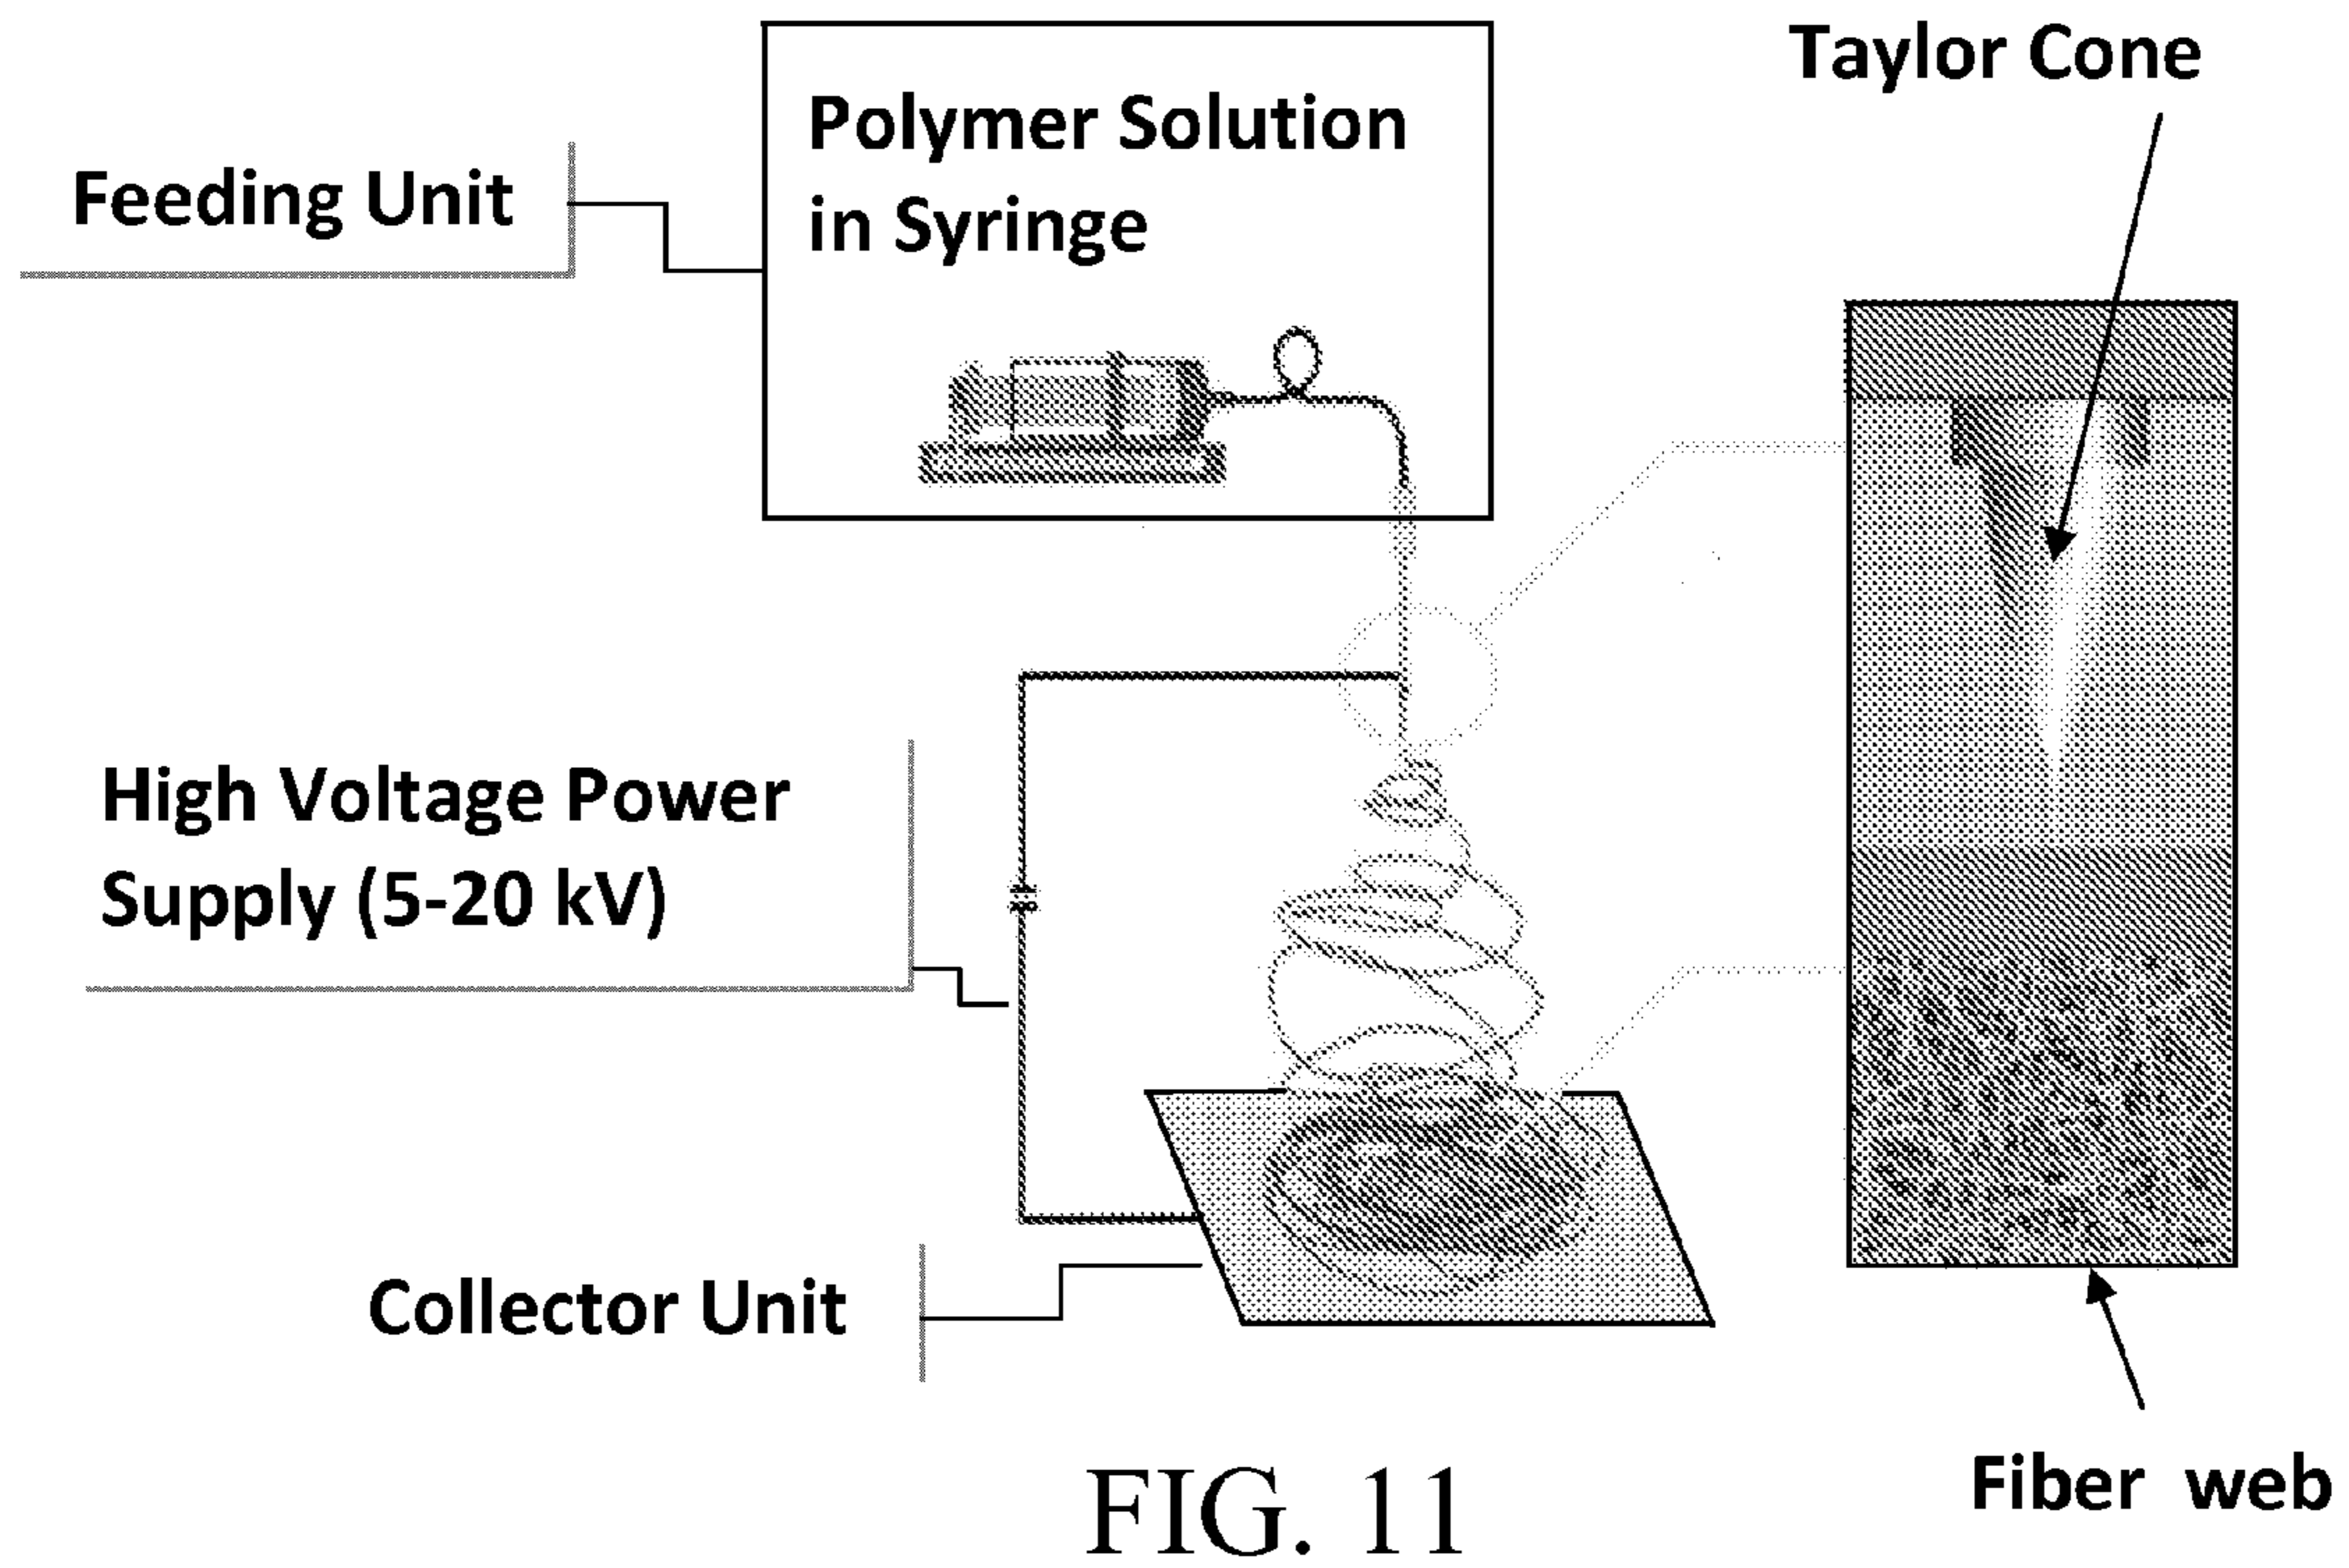 Taylor Cone
Polymer Solution
in Syringe
Feeding Unit
High Voltage Power
Supply (5-20 kV)
Collector Unit
Fiber web
FIG. 11